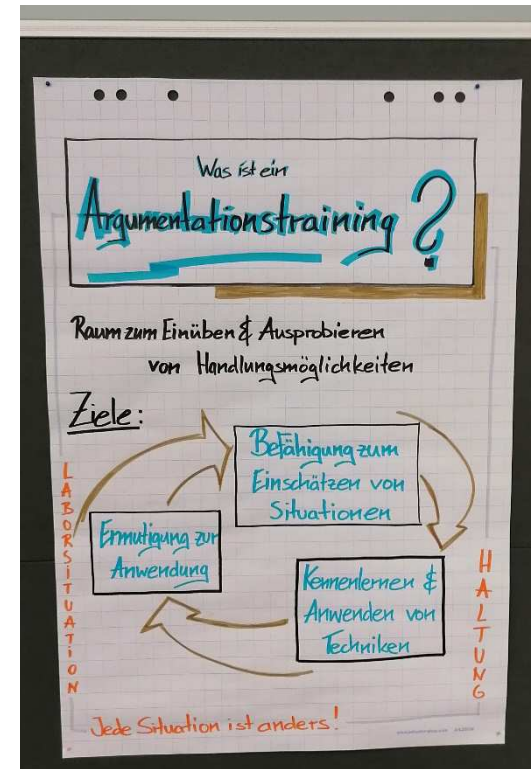 Was ist ein
Argumentationstraining?
Raum zum Einüben & Ausprobieren
von Handlungsmöglichkeiten
Ziele:
Befähigung zum
Einschätzen von
Situationen
Ermutigung zur
Anwendung
Kennenlernen &
Anwenden von
Techniken
LABORSITUATION
HALTUNG
Jede Situation ist anders!